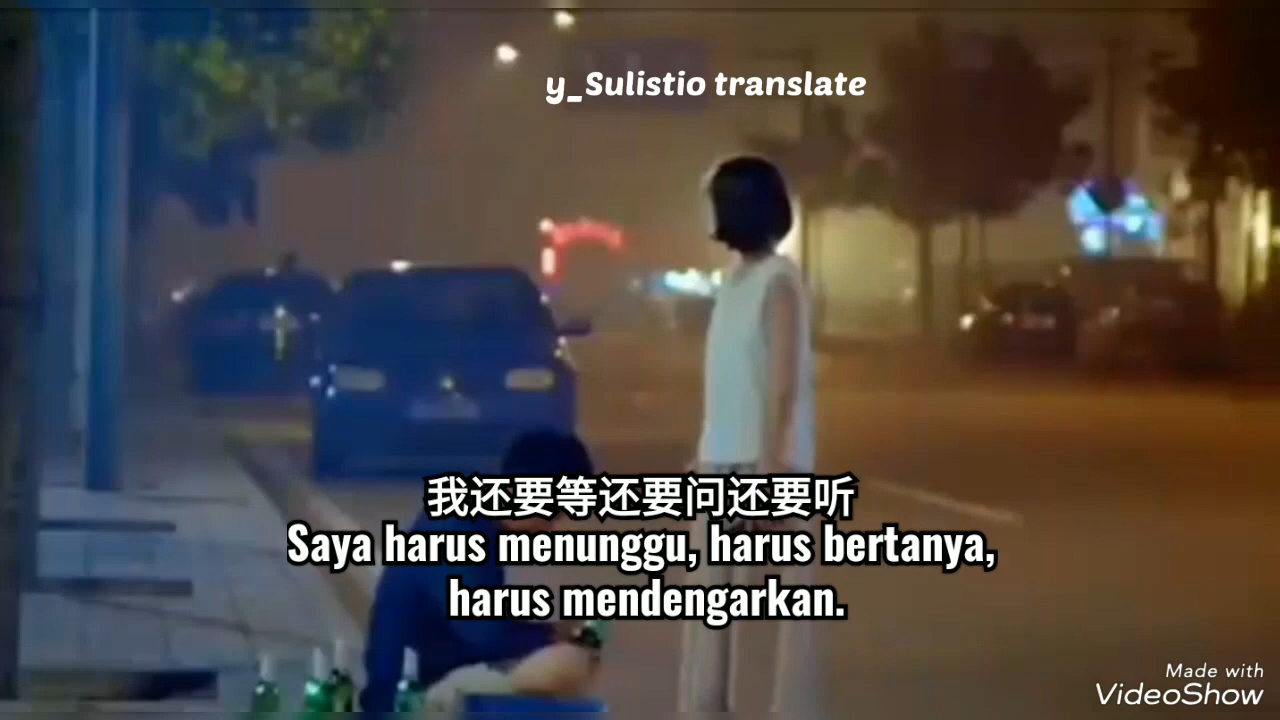 y_Sulistio translate
我还要等还要问还要听
Saya harus menunggu, harus bertanya,
harus mendengarkan.
Made with
VideoShow